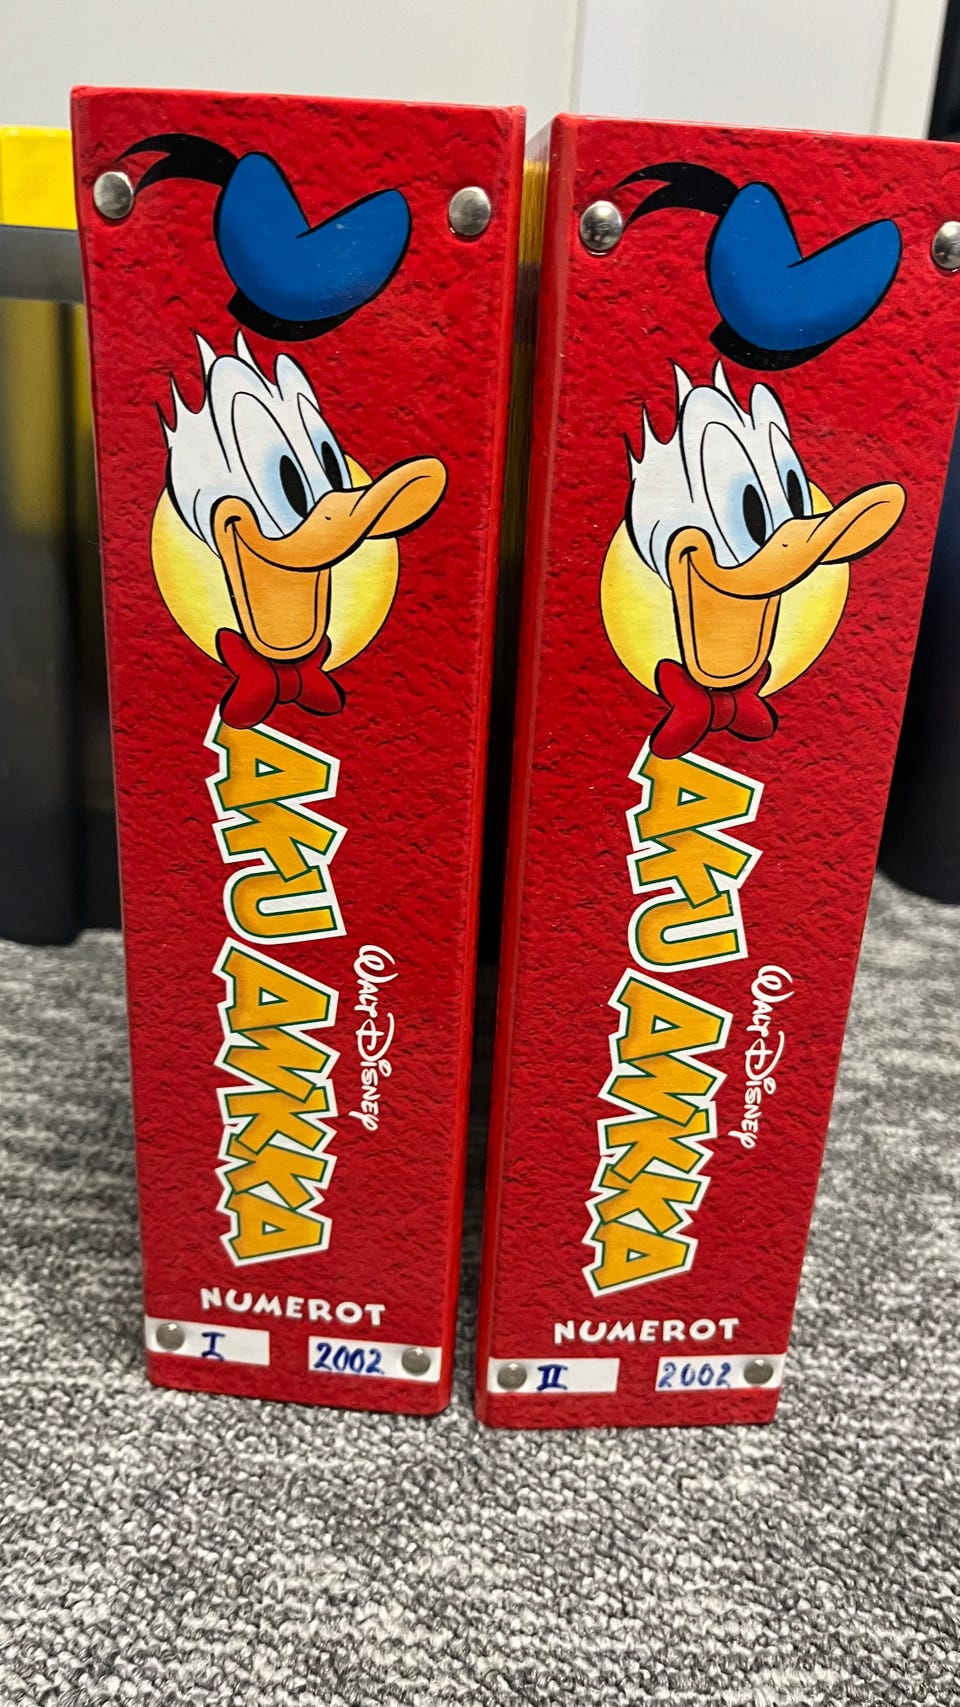 AKU ANKKA
WALT DISNEY
NUMEROT
I 2002
AKU ANKKA
WALT DISNEY
NUMEROT
II 2002